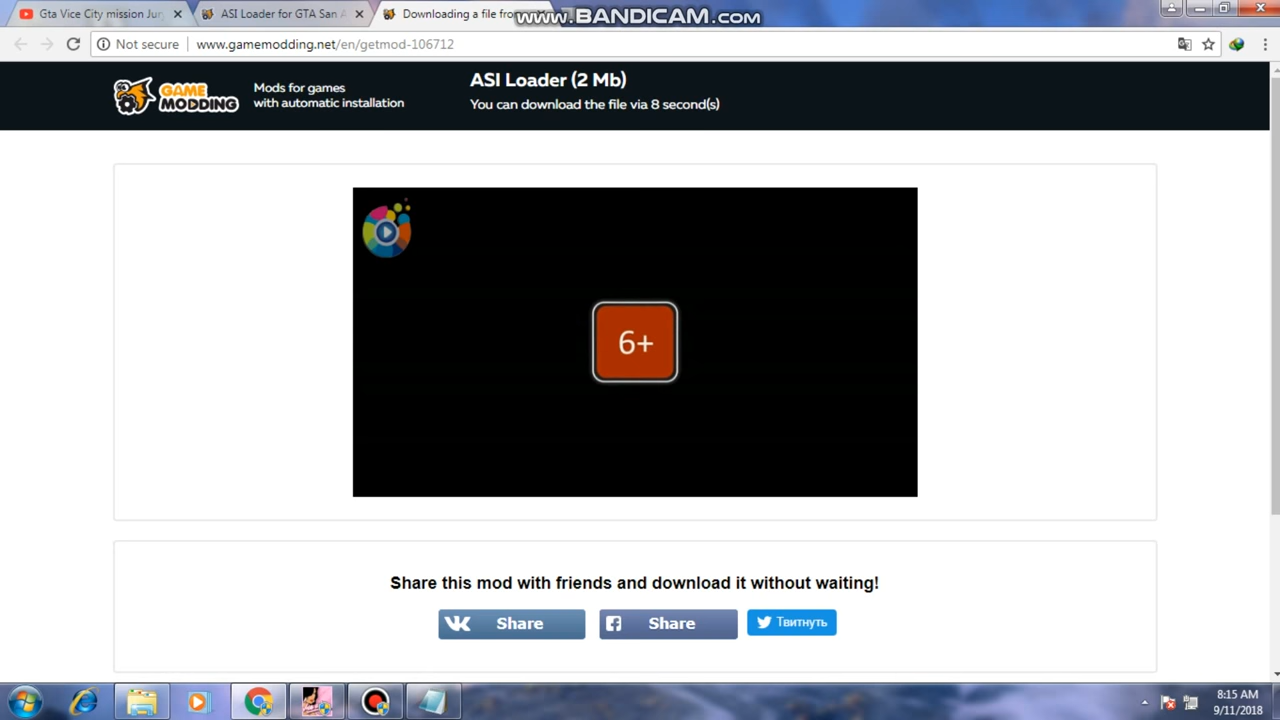 Gta Vice City mission Jur
ASI Loader for GTA San A
Downloading a file fro
www.BANDICAM.com
Not secure
www.gamemodding.net/en/getmod-106712
GAME MODDING
Mods for games
with automatic installation
ASI Loader (2 Mb)
You can download the file via 8 second(s)
6+
Share this mod with friends and download it without waiting!
Share
Share
Твитнуть
8:15 AM
9/11/2018